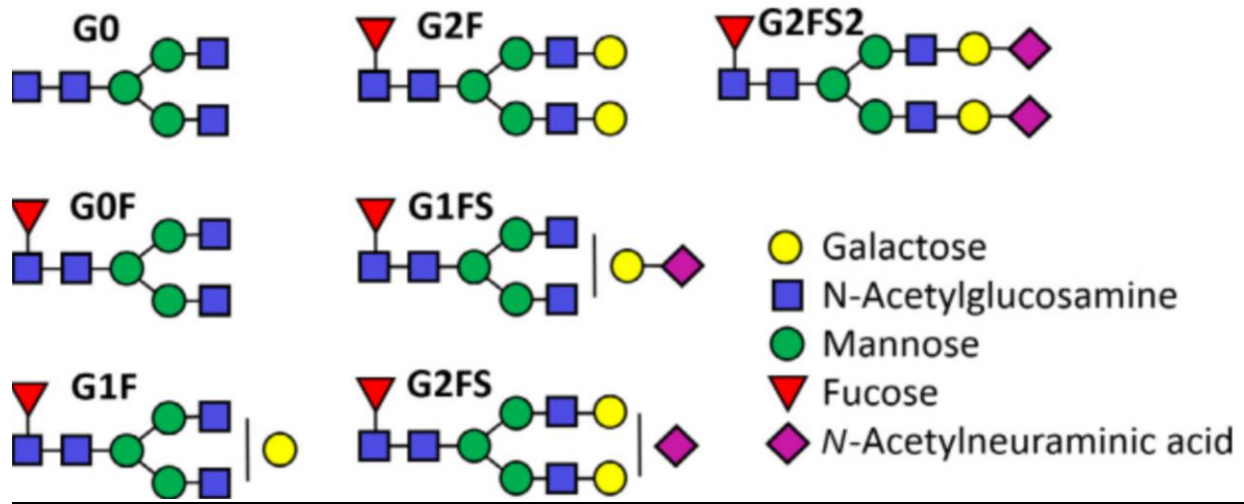 G0
G2F
G2FS2
G0F
G1FS
G1F
G2FS
Galactose
N-Acetylglucosamine
Mannose
Fucose
N-Acetylneuraminic acid